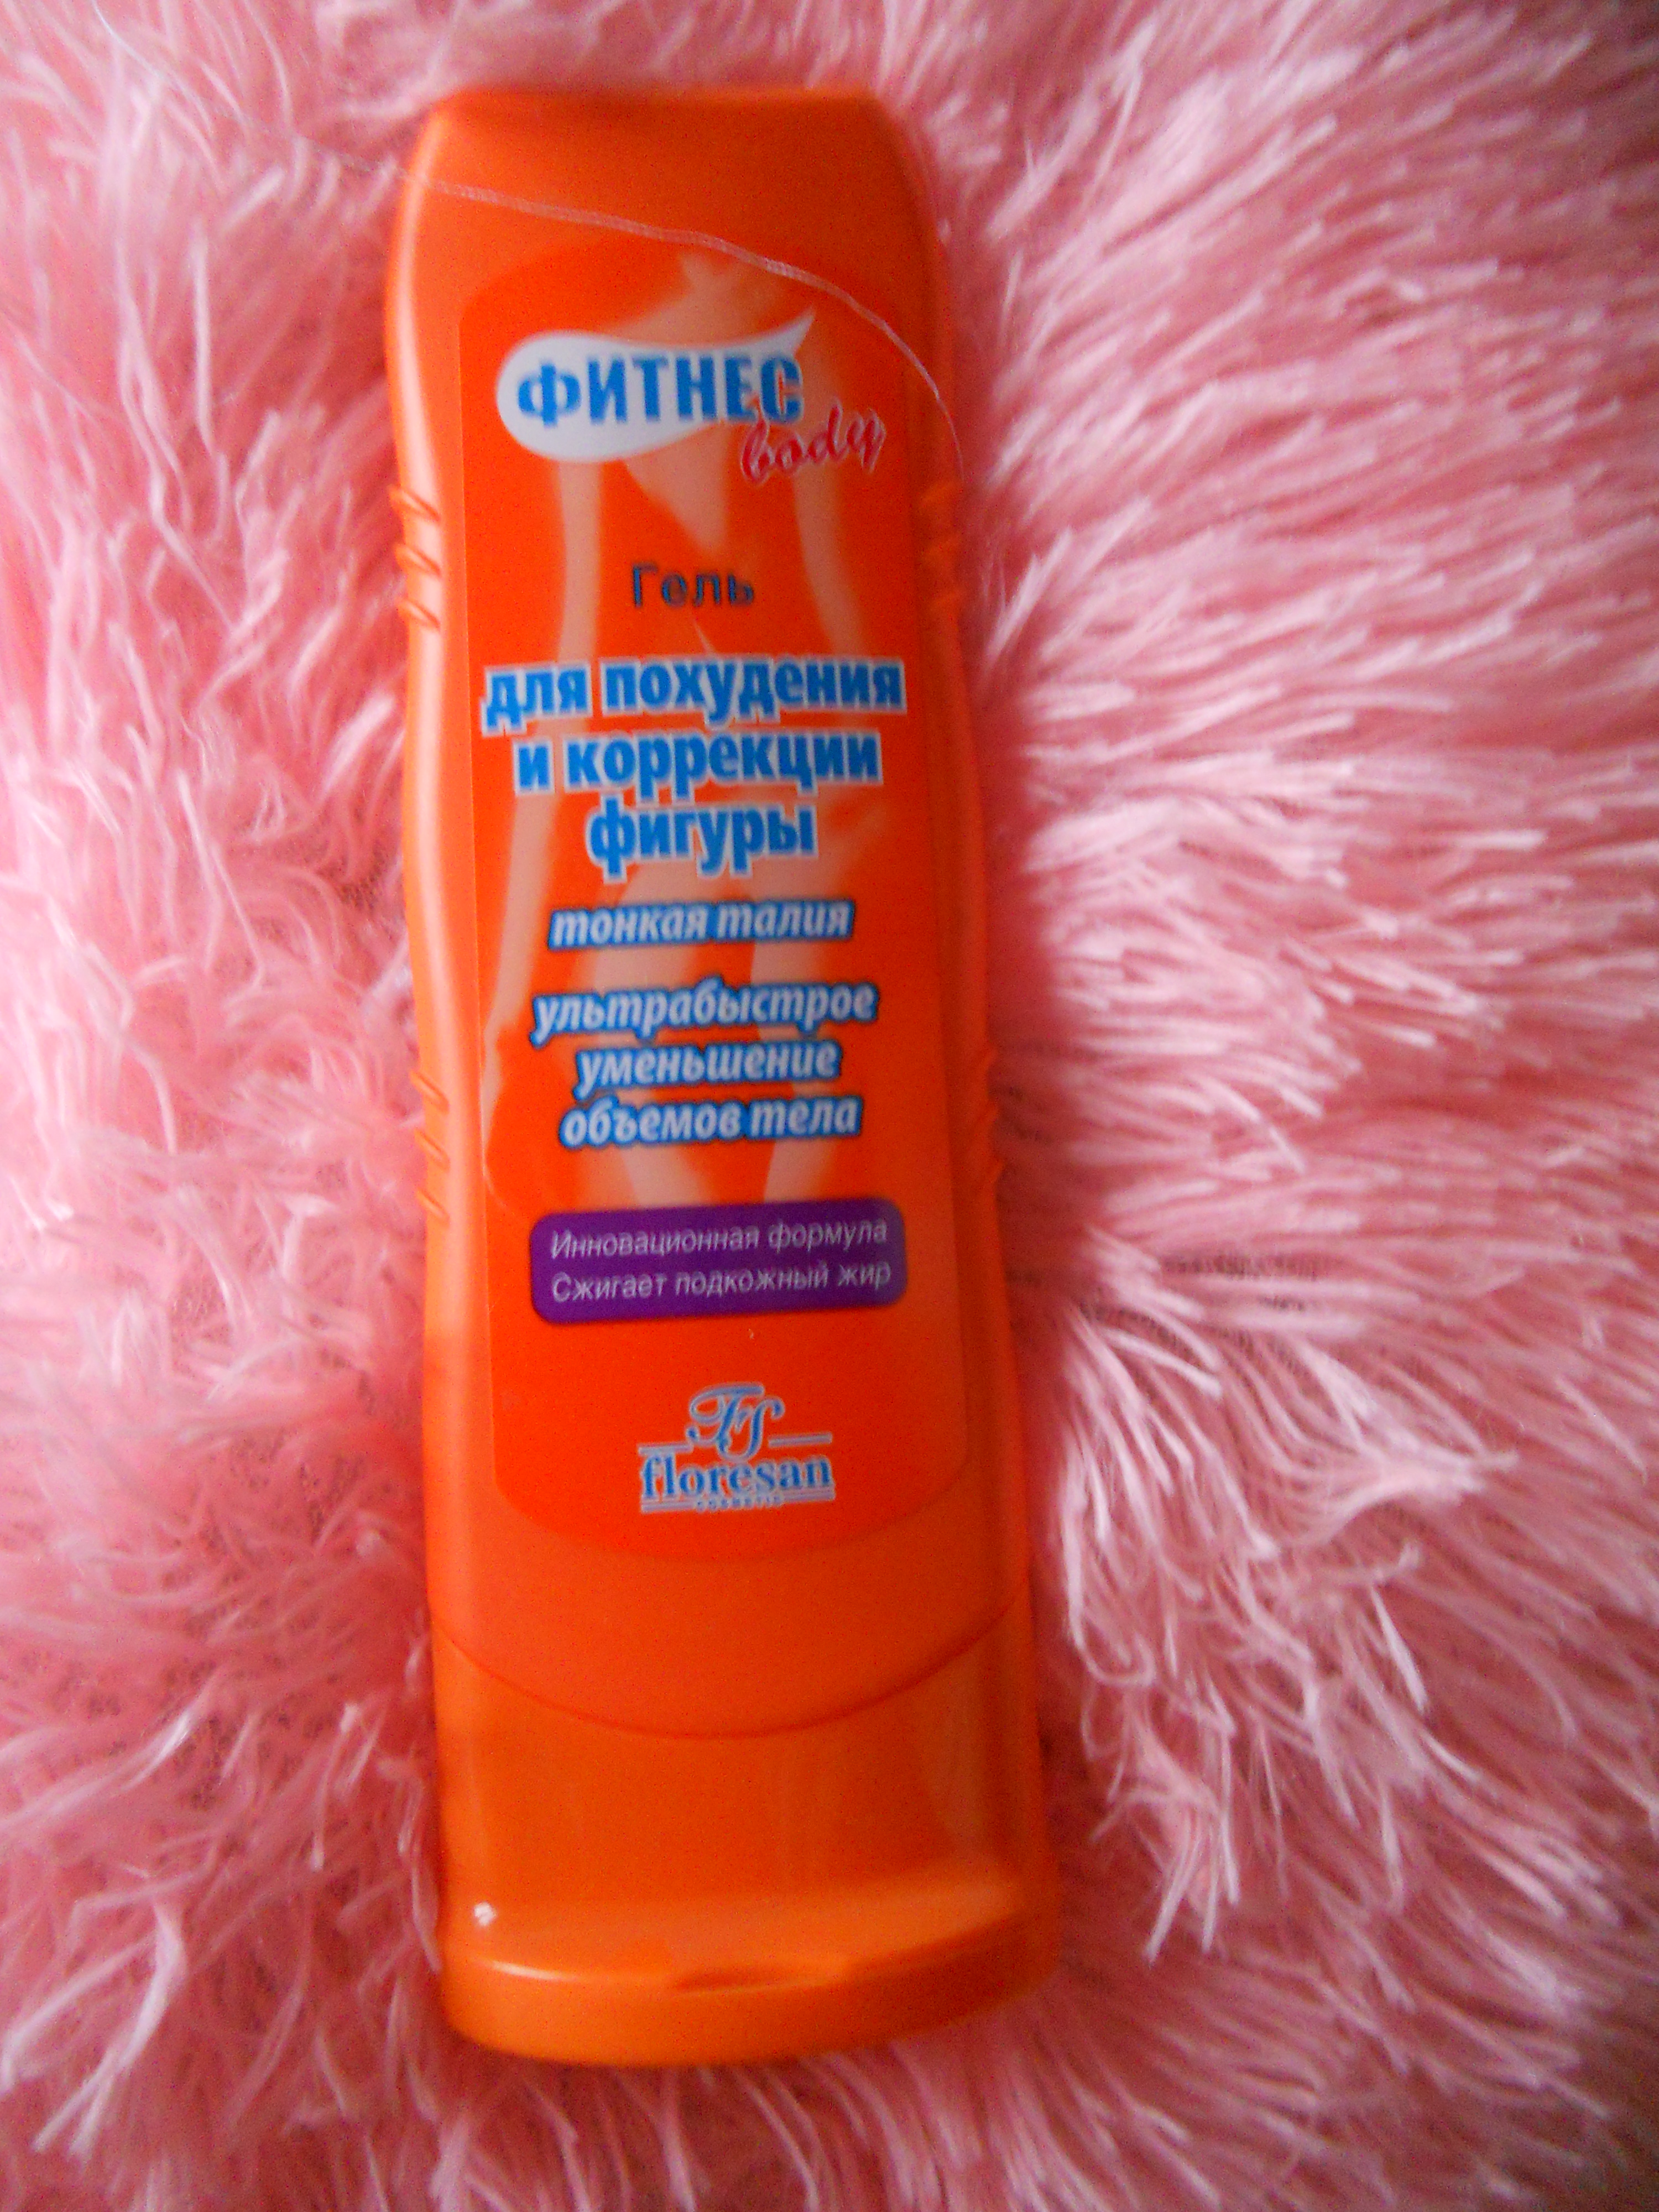 ФИТНЕС
body
Гель
для похудения
и коррекции
фигуры
тонкая талия
ультрабыстрое
уменьшение
объемов тела
Инновационная формула
Сжигает подкожный жир
floresan
COSMETIC